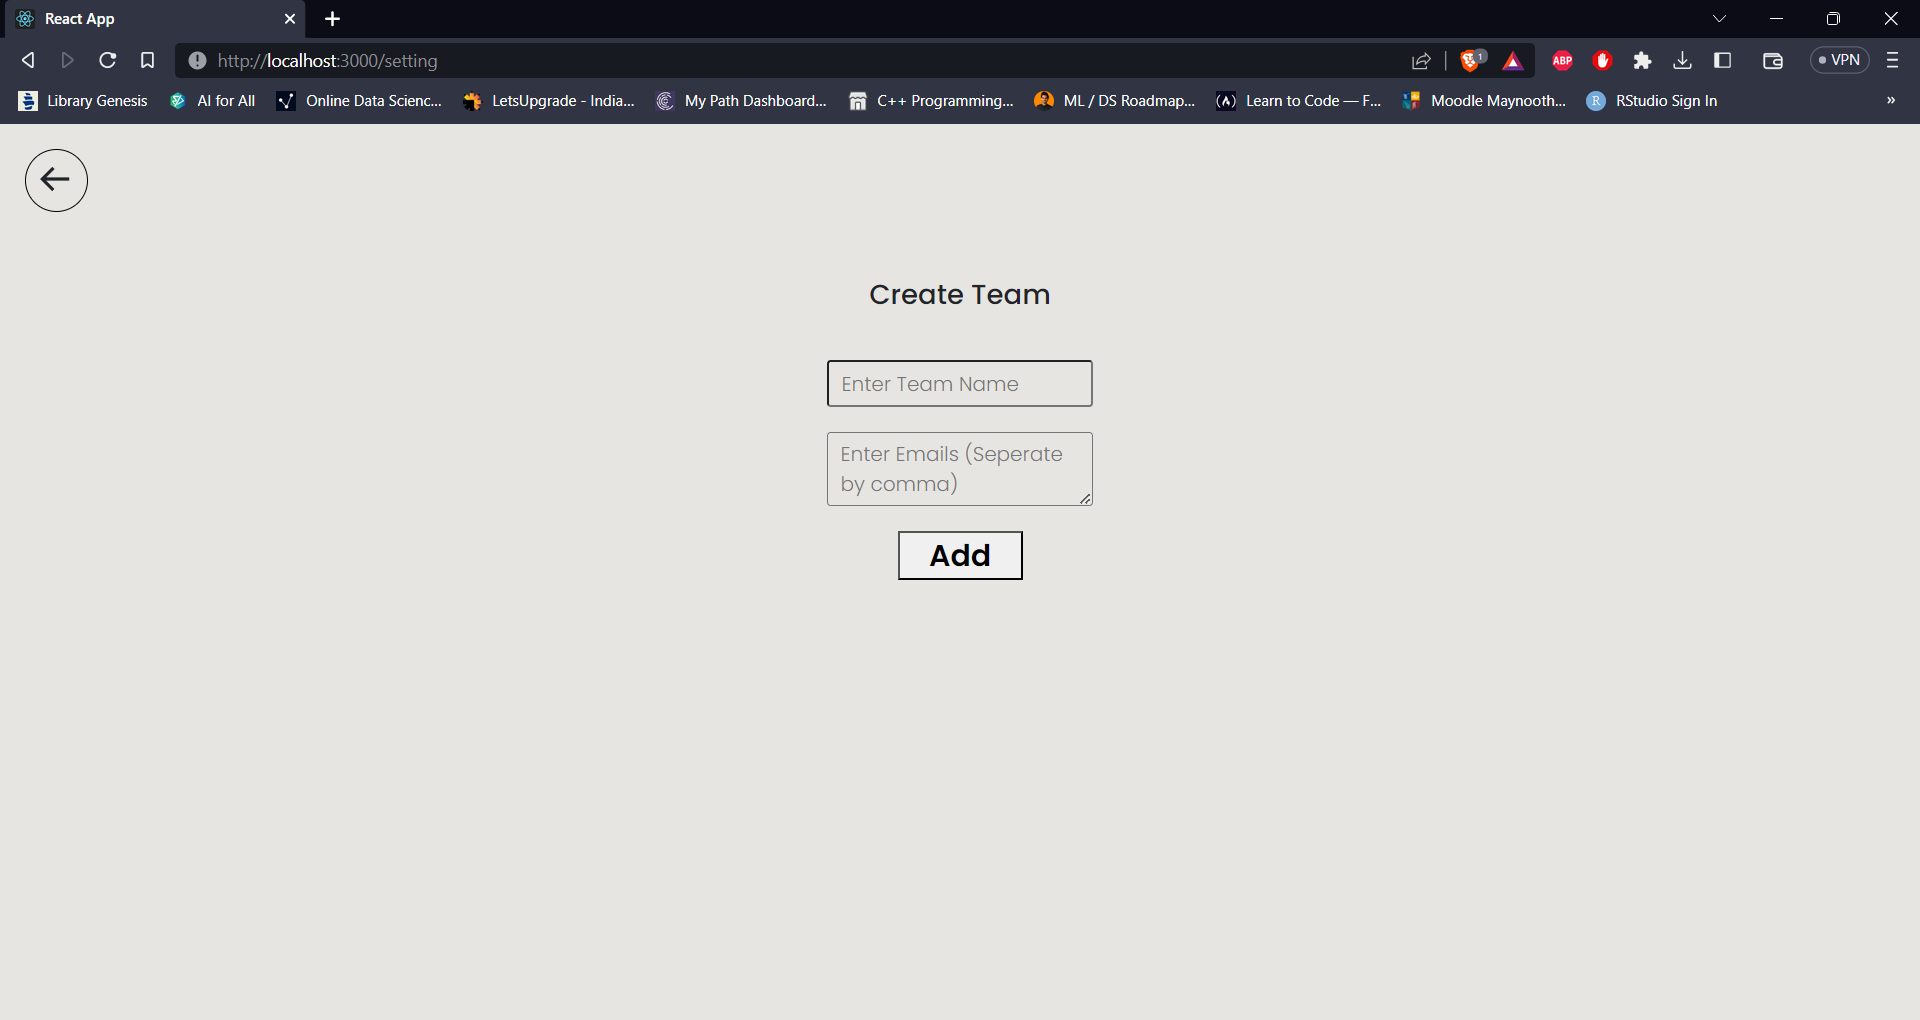 React App
http://localhost:3000/setting
1
ABP
VPN
Library Genesis
AI for All
Online Data Scienc...
LetsUpgrade - India...
My Path Dashboard...
C++ Programming...
ML / DS Roadmap...
Learn to Code — F...
Moodle Maynooth...
R
RStudio Sign In
Create Team
Enter Team Name
Enter Emails (Seperate
by comma)
Add